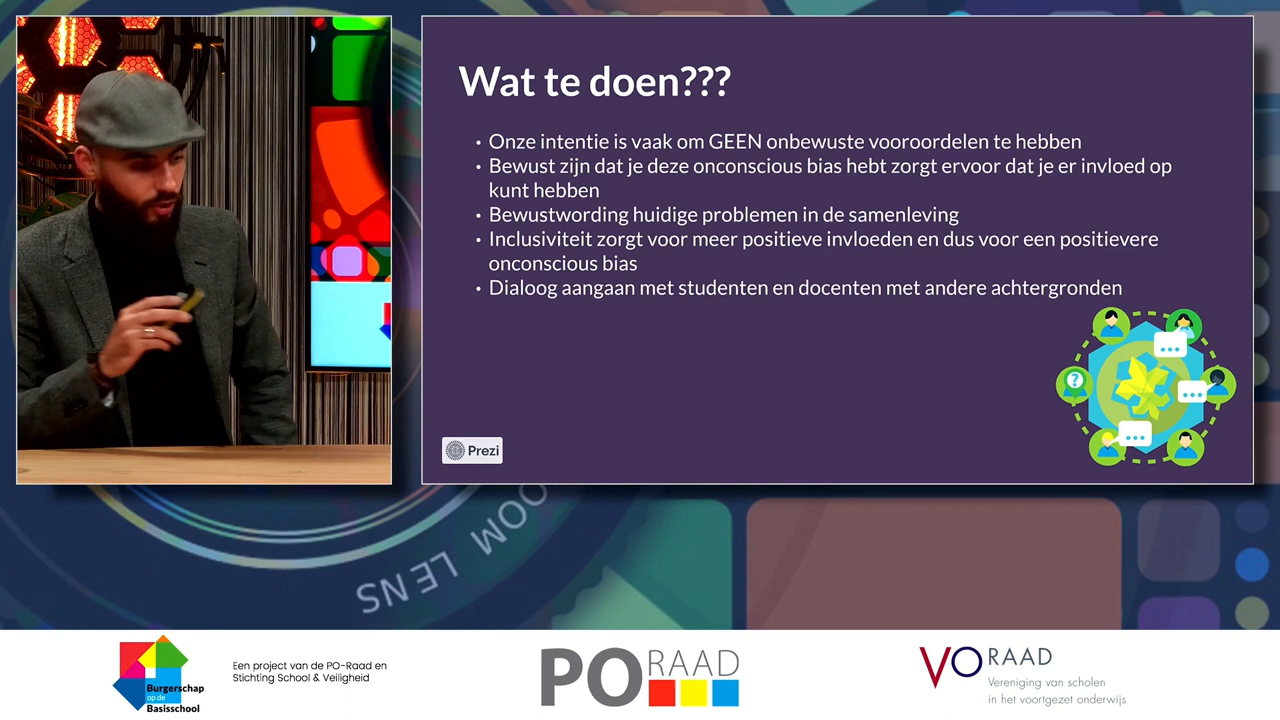 Wat te doen???
• Onze intentie is vaak om GEEN onbewuste vooroordelen te hebben
• Bewust zijn dat je deze onconscious bias hebt zorgt ervoor dat je er invloed op
kunt hebben
• Bewustwording huidige problemen in de samenleving
• Inclusiviteit zorgt voor meer positieve invloeden en dus voor een positievere
onconscious bias
• Dialoog aangaan met studenten en docenten met andere achtergronden
?
Prezi
ZOOM LENS
Burgerschap
op de
Basisschool
Een project van de PO-Raad en
Stichting School & Veiligheid
PORAAD
VORAAD
Vereniging van scholen
in het voortgezet onderwijs